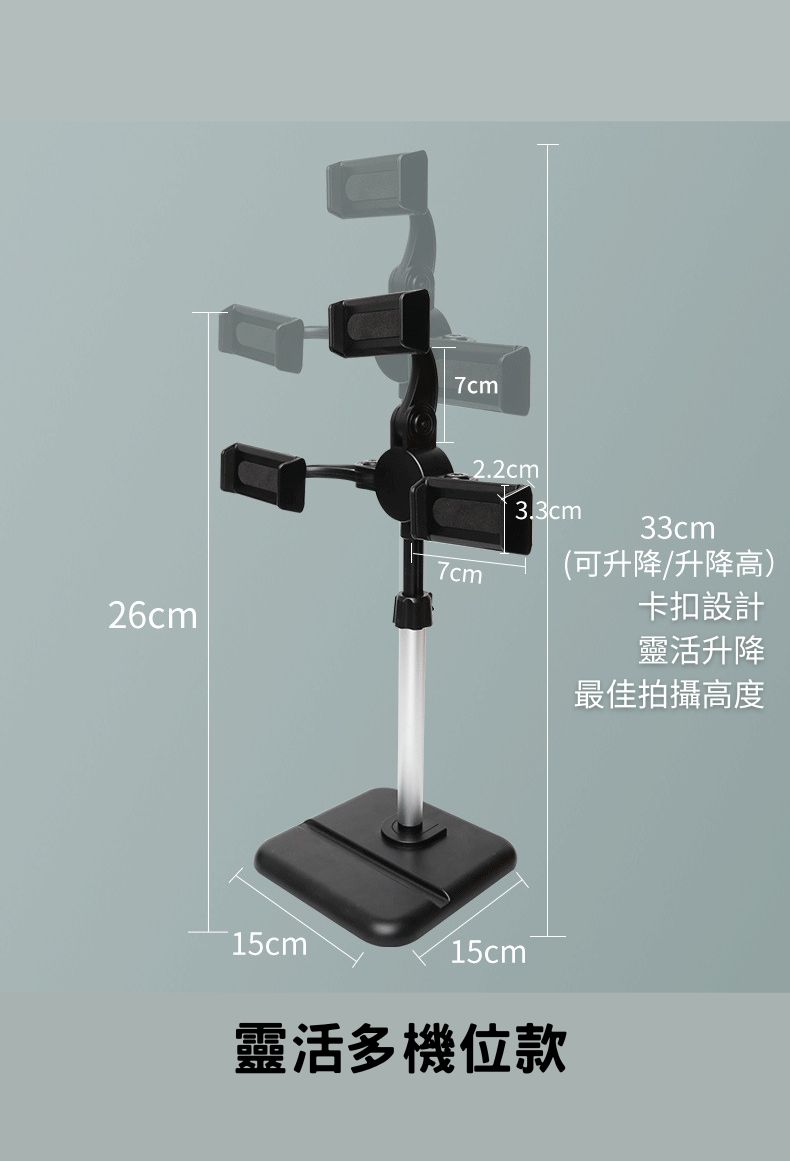 7cm
2.2cm
3.3cm
7cm
33cm
(可升降/升降高）
卡扣設計
靈活升降
最佳拍攝高度
26cm
15cm
15cm
靈活多機位款